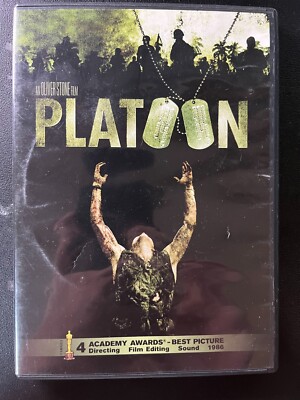 AN OLIVER STONE FILM
PLATOON
4 ACADEMY AWARDS® - BEST PICTURE
Directing Film Editing Sound 1986